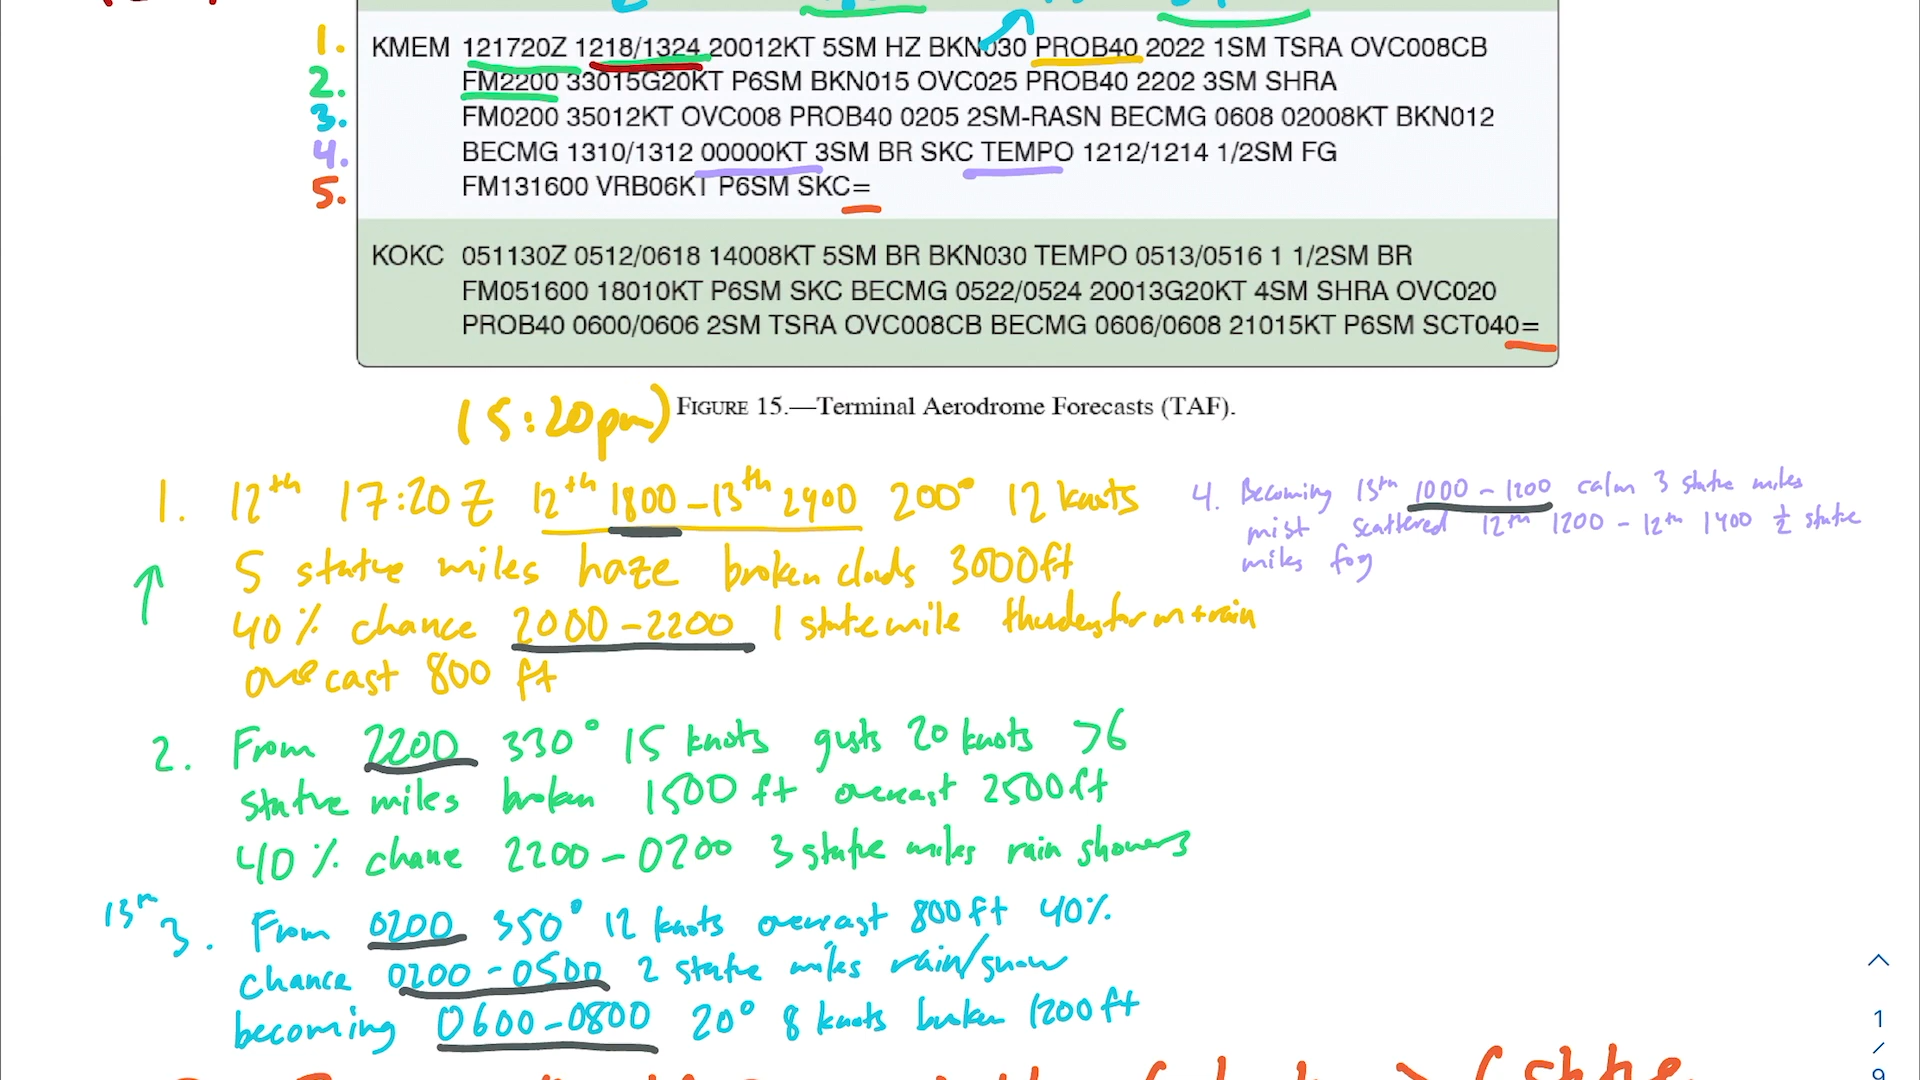 1. KMEM 121720Z 1218/1324 20012KT 5SM HZ BKN030 PROB40 2022 1SM TSRA OVC008CB
2. FM2200 33015G20KT P6SM BKN015 OVC025 PROB40 2202 3SM SHRA
3. FM0200 35012KT OVC008 PROB40 0205 2SM-RASN BECMG 0608 02008KT BKN012
4. BECMG 1310/1312 00000KT 3SM BR SKC TEMPO 1212/1214 1/2SM FG
5. FM131600 VRB06KT P6SM SKC=
KOKC 051130Z 0512/0618 14008KT 5SM BR BKN030 TEMPO 0513/0516 1 1/2SM BR
FM051600 18010KT P6SM SKC BECMG 0522/0524 20013G20KT 4SM SHRA OVC020
PROB40 0600/0606 2SM TSRA OVC008CB BECMG 0606/0608 21015KT P6SM SCT040=
(5:20pm)
FIGURE 15.—Terminal Aerodrome Forecasts (TAF).
1. 12th 17:20 Z 12th 1800 - 13th 2400 200° 12 knots
5 statue miles haze broken clouds 3000ft
40% chance 2000 - 2200 1 statue mile thunderstorm + rain
overcast 800 ft
4. Becoming 13th 1000 - 1200 calm 3 statue miles
mist scattered 12th 1200 - 12th 1400 1/2 statue
miles fog
2. From 2200 330° 15 knots gusts 20 knots >6
statue miles broken 1500 ft overcast 2500ft
40% chance 2200 - 0200 3 statue miles rain showers
13th
3. From 0200 350° 12 knots overcast 800ft 40%
chance 0200 - 0500 2 statue miles rain/snow
becoming 0600 - 0800 20° 8 knots broken 1200ft
1
/
9